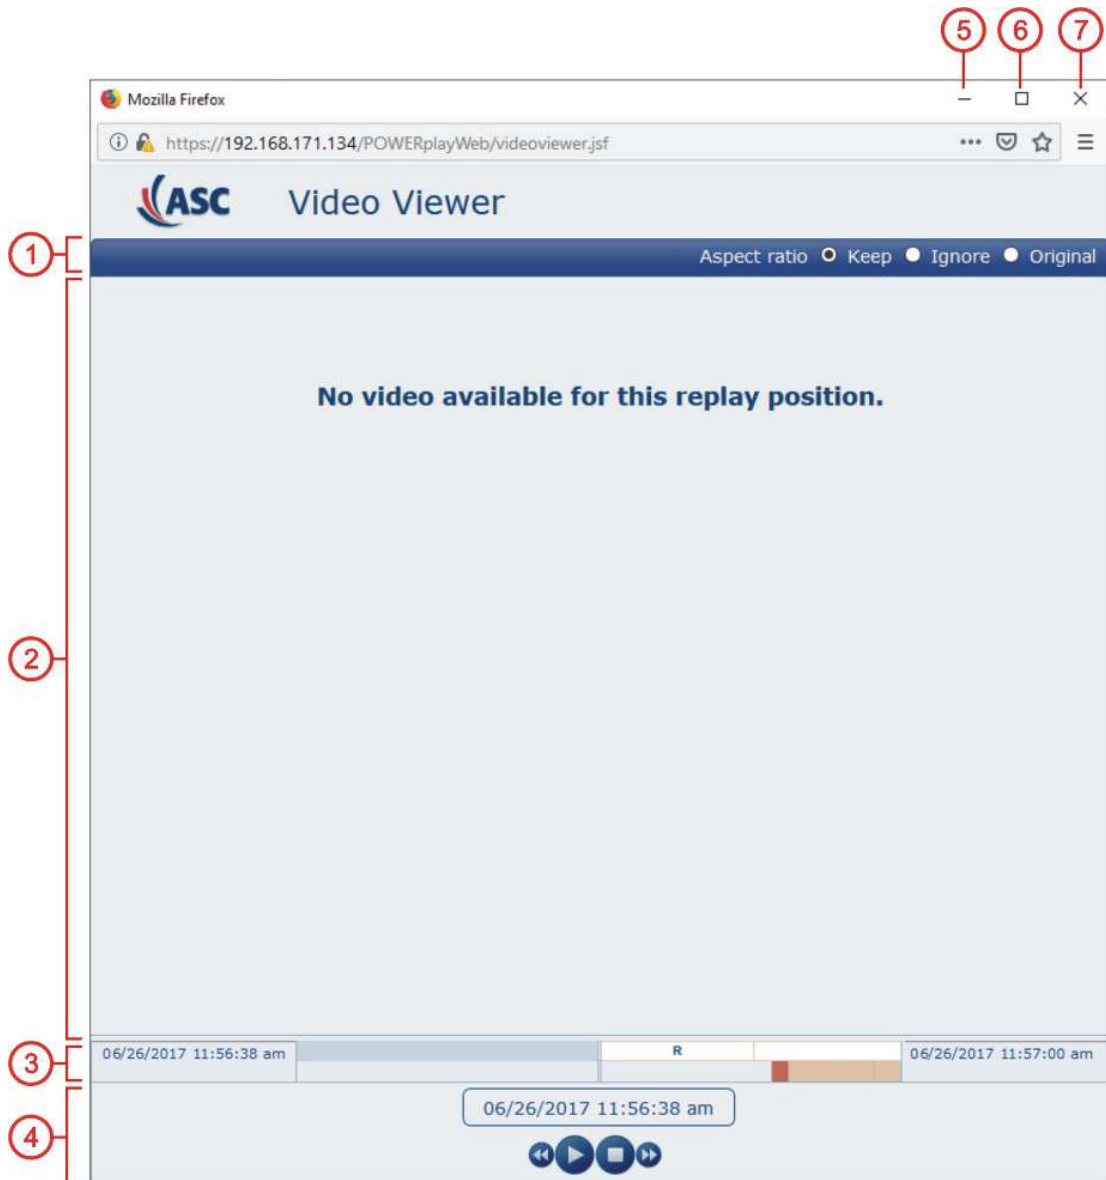 5 6 7
Mozilla Firefox
https://192.168.171.134/POWERplayWeb/videoviewer.jsf
ASC Video Viewer
1
Aspect ratio Keep Ignore Original
No video available for this replay position.
2
3
06/26/2017 11:56:38 am R 06/26/2017 11:57:00 am
4
06/26/2017 11:56:38 am